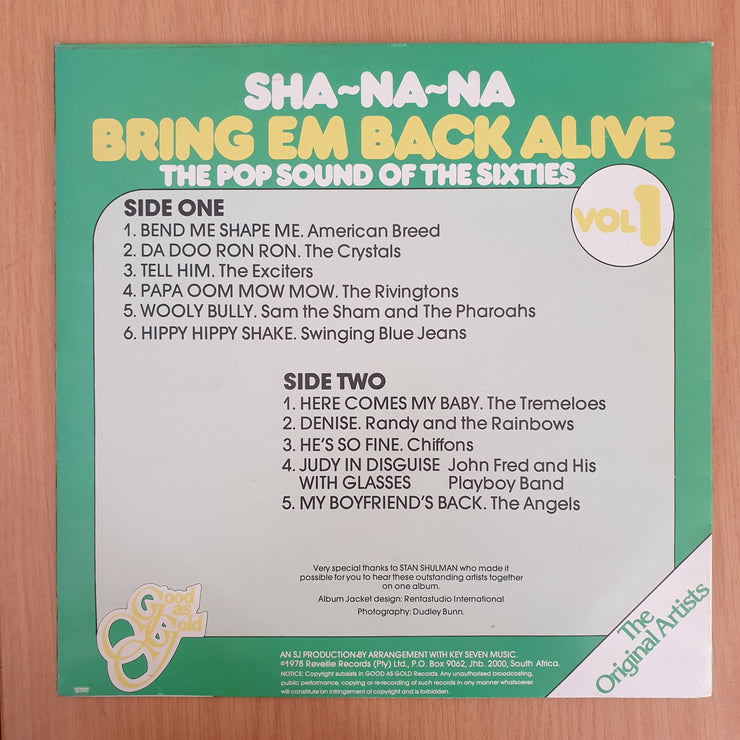 SHA~NA~NA
BRING EM BACK ALIVE
THE POP SOUND OF THE SIXTIES
VOL 1
SIDE ONE
1. BEND ME SHAPE ME. American Breed
2. DA DOO RON RON. The Crystals
3. TELL HIM. The Exciters
4. PAPA OOM MOW MOW. The Rivingtons
5. WOOLY BULLY. Sam the Sham and The Pharoahs
6. HIPPY HIPPY SHAKE. Swinging Blue Jeans
SIDE TWO
1. HERE COMES MY BABY. The Tremeloes
2. DENISE. Randy and the Rainbows
3. HE'S SO FINE. Chiffons
4. JUDY IN DISGUISE John Fred and His
WITH GLASSES Playboy Band
5. MY BOYFRIEND'S BACK. The Angels
Very special thanks to STAN SHULMAN who made it
possible for you to hear these outstanding artists together
on one album.
Album Jacket design: Rentastudio International
Photography: Dudley Bunn.
Good
as
Gold
The
Original Artists
AN SJ PRODUCTION-BY ARRANGEMENT WITH KEY SEVEN MUSIC.
©1978 Reveille Records (Pty) Ltd., P.O. Box 9062, Jhb. 2000, South Africa.
NOTICE: Copyright subsists in GOOD AS GOLD Records. Any unauthorised broadcasting,
public performance, copying or re-recording of such records in any manner whatsoever
will constitute an infringement of copyright and is forbidden.